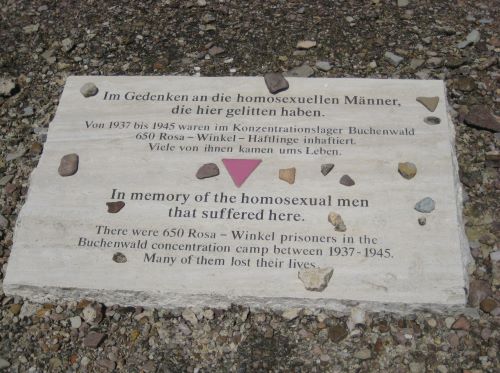 Im Gedenken an die homosexuellen Männer,
die hier gelitten haben.
Von 1937 bis 1945 waren im Konzentrationslager Buchenwald
650 Rosa – Winkel – Häftlinge inhaftiert.
Viele von ihnen kamen ums Leben.
In memory of the homosexual men
that suffered here.
There were 650 Rosa – Winkel prisoners in the
Buchenwald concentration camp between 1937 - 1945.
Many of them lost their lives.